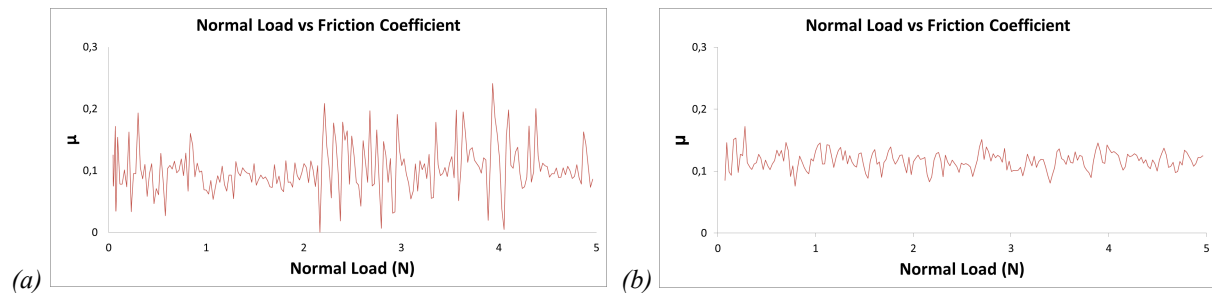 Normal Load vs Friction Coefficient
0,3
0,2
μ
0,1
0
0 1 2 3 4 5
Normal Load (N)
(a)
Normal Load vs Friction Coefficient
0,3
0,2
μ
0,1
0
0 1 2 3 4 5
Normal Load (N)
(b)